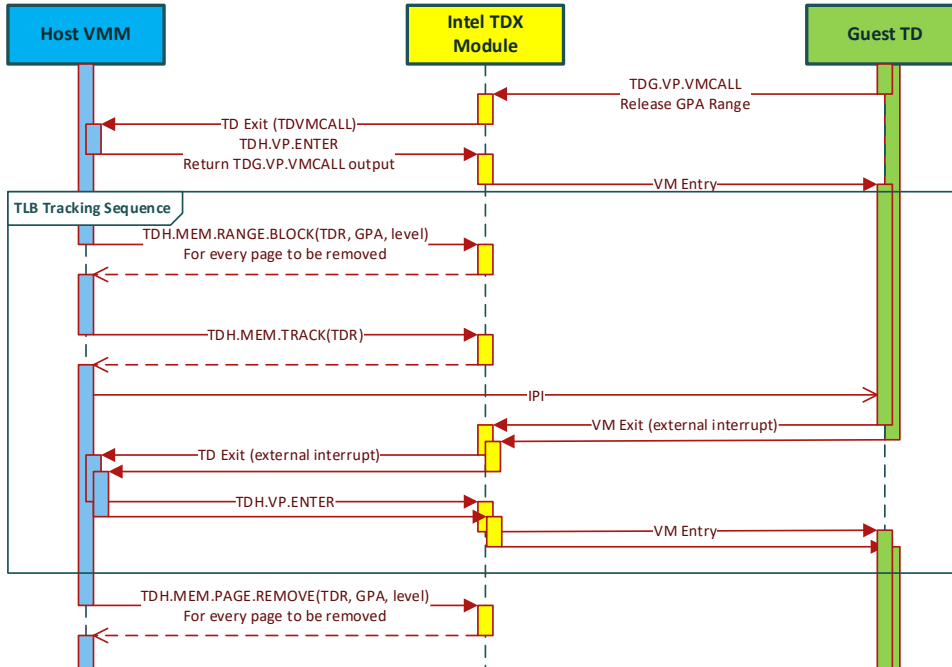 Host VMM
Intel TDX
Module
Guest TD
TDG.VP.VMCALL
Release GPA Range
TD Exit (TDVMCALL)
TDH.VP.ENTER
Return TDG.VP.VMCALL output
VM Entry
TLB Tracking Sequence
TDH.MEM.RANGE.BLOCK(TDR, GPA, level)
For every page to be removed
TDH.MEM.TRACK(TDR)
IPI
VM Exit (external interrupt)
TD Exit (external interrupt)
TDH.VP.ENTER
VM Entry
TDH.MEM.PAGE.REMOVE(TDR, GPA, level)
For every page to be removed